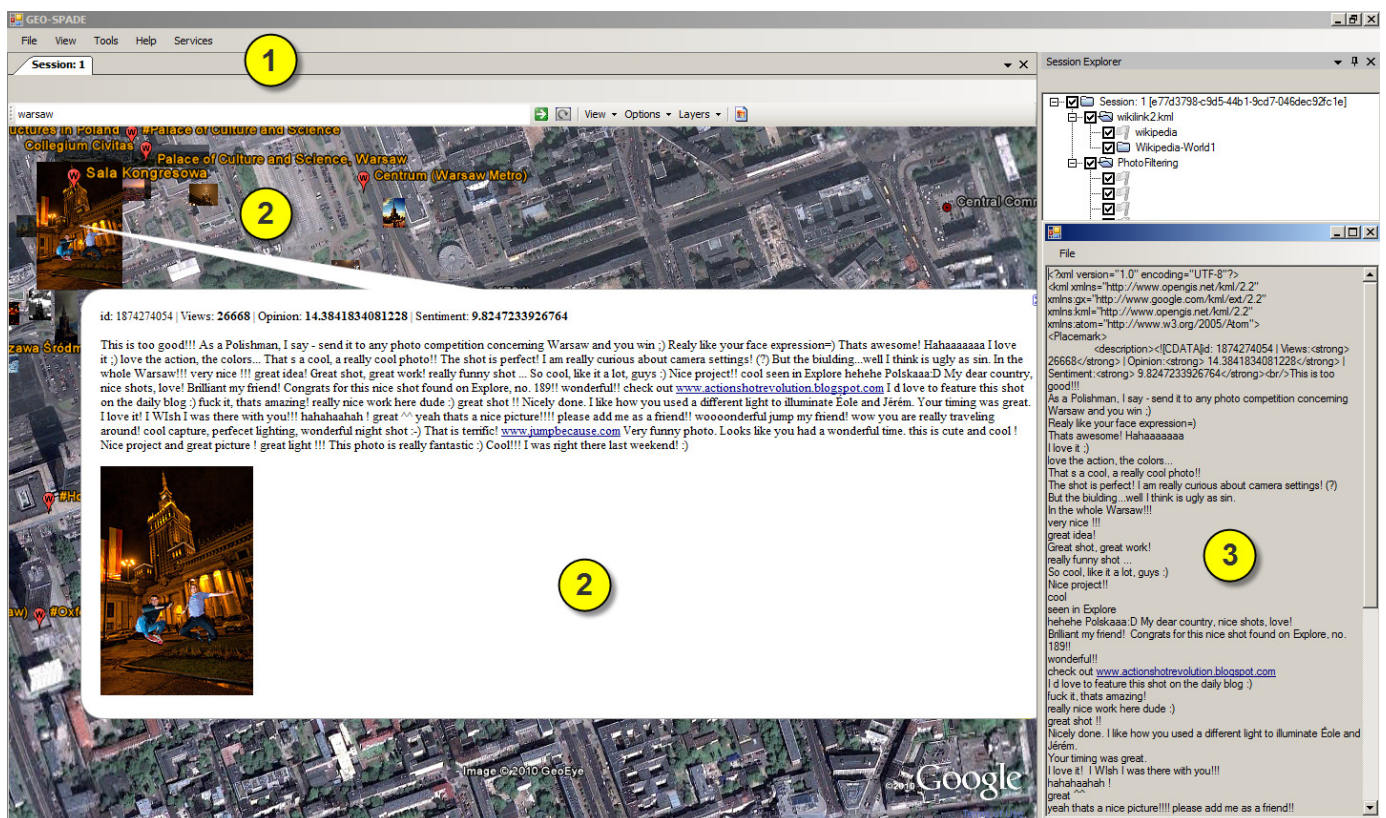 GEO-SPADE
File View Tools Help Services
1
Session: 1
warsaw
View Options Layers
uctures in Poland #Palace of Culture and Science
Collegium Civitas
Palace of Culture and Science, Warsaw
Sala Kongresowa
Centrum (Warsaw Metro)
2
Central Com
zawa Śródm
id: 1874274054 | Views: 26668 | Opinion: 14.3841834081228 | Sentiment: 9.8247233926764
This is too good!!! As a Polishman, I say - send it to any photo competition concerning Warsaw and you win ;) Realy like your face expression=) Thats awesome! Hahaaaaaaa I love
it ;) love the action, the colors... That s a cool, a really cool photo!! The shot is perfect! I am really curious about camera settings! (?) But the biulding...well I think is ugly as sin. In the
whole Warsaw!!! very nice !!! great idea! Great shot, great work! really funny shot ... So cool, like it a lot, guys :) Nice project!! cool seen in Explore hehehe Polskaaa:D My dear country,
nice shots, love! Brilliant my friend! Congrats for this nice shot found on Explore, no. 189!! wonderful!! check out www.actionshotrevolution.blogspot.com I d love to feature this shot
on the daily blog :) fuck it, thats amazing! really nice work here dude :) great shot !! Nicely done. I like how you used a different light to illuminate Éole and Jérém. Your timing was great.
I love it! I WIsh I was there with you!!! hahahaahah ! great ^^ yeah thats a nice picture!!!! please add me as a friend!! woooonderful jump my friend! wow you are really traveling
around! cool capture, perfecet lighting, wonderful night shot :-) That is terrific! www.jumpbecause.com Very funny photo. Looks like you had a wonderful time. this is cute and cool !
Nice project and great picture ! great light !!! This photo is really fantastic :) Cool!!! I was right there last weekend! :)
#Ho
2
aw) #Oxf
Image © 2010 GeoEye
©2010 Google
Session Explorer
Session: 1 [e77d3798-c9d5-44b1-9cd7-046dec92fc1e]
wikilink2.kml
wikipedia
Wikipedia-World1
PhotoFiltering
File
<?xml version="1.0" encoding="UTF-8"?>
<kml xmlns="http://www.opengis.net/kml/2.2"
xmlns:gx="http://www.google.com/kml/ext/2.2"
xmlns:kml="http://www.opengis.net/kml/2.2"
xmlns:atom="http://www.w3.org/2005/Atom">
<Placemark>
<description><![CDATA[id: 1874274054 | Views:<strong>
26668</strong> | Opinion:<strong> 14.3841834081228</strong> |
Sentiment:<strong> 9.8247233926764</strong><br/>This is too
good!!!
As a Polishman, I say - send it to any photo competition concerning
Warsaw and you win ;)
Realy like your face expression=)
Thats awesome! Hahaaaaaaa
I love it ;)
love the action, the colors...
That s a cool, a really cool photo!!
The shot is perfect! I am really curious about camera settings! (?)
But the biulding...well I think is ugly as sin.
In the whole Warsaw!!!
very nice !!!
great idea!
Great shot, great work!
really funny shot ...
So cool, like it a lot, guys :)
Nice project!!
cool
seen in Explore
hehehe Polskaaa:D My dear country, nice shots, love!
Brilliant my friend! Congrats for this nice shot found on Explore, no.
189!!
wonderful!!
check out www.actionshotrevolution.blogspot.com
I d love to feature this shot on the daily blog :)
fuck it, thats amazing!
really nice work here dude :)
great shot !!
Nicely done. I like how you used a different light to illuminate Éole and
Jérém.
Your timing was great.
I love it! I WIsh I was there with you!!!
hahahaahah !
great ^^
yeah thats a nice picture!!!! please add me as a friend!!
3